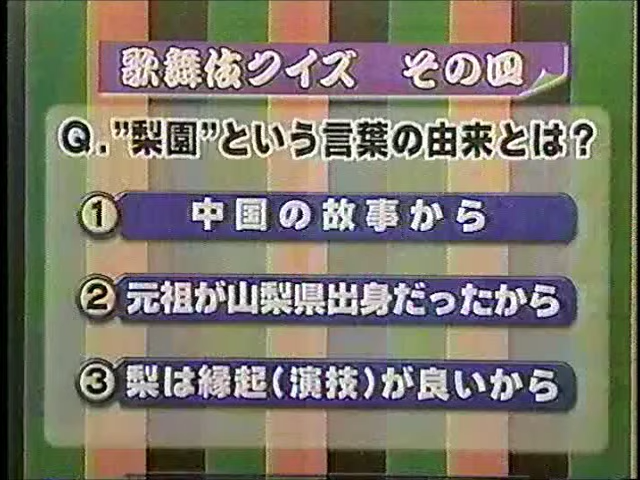 歌舞伎クイズ その四
Q.”梨園”という言葉の由来とは？
① 中国の故事から
② 元祖が山梨県出身だったから
③ 梨は縁起(演技)が良いから